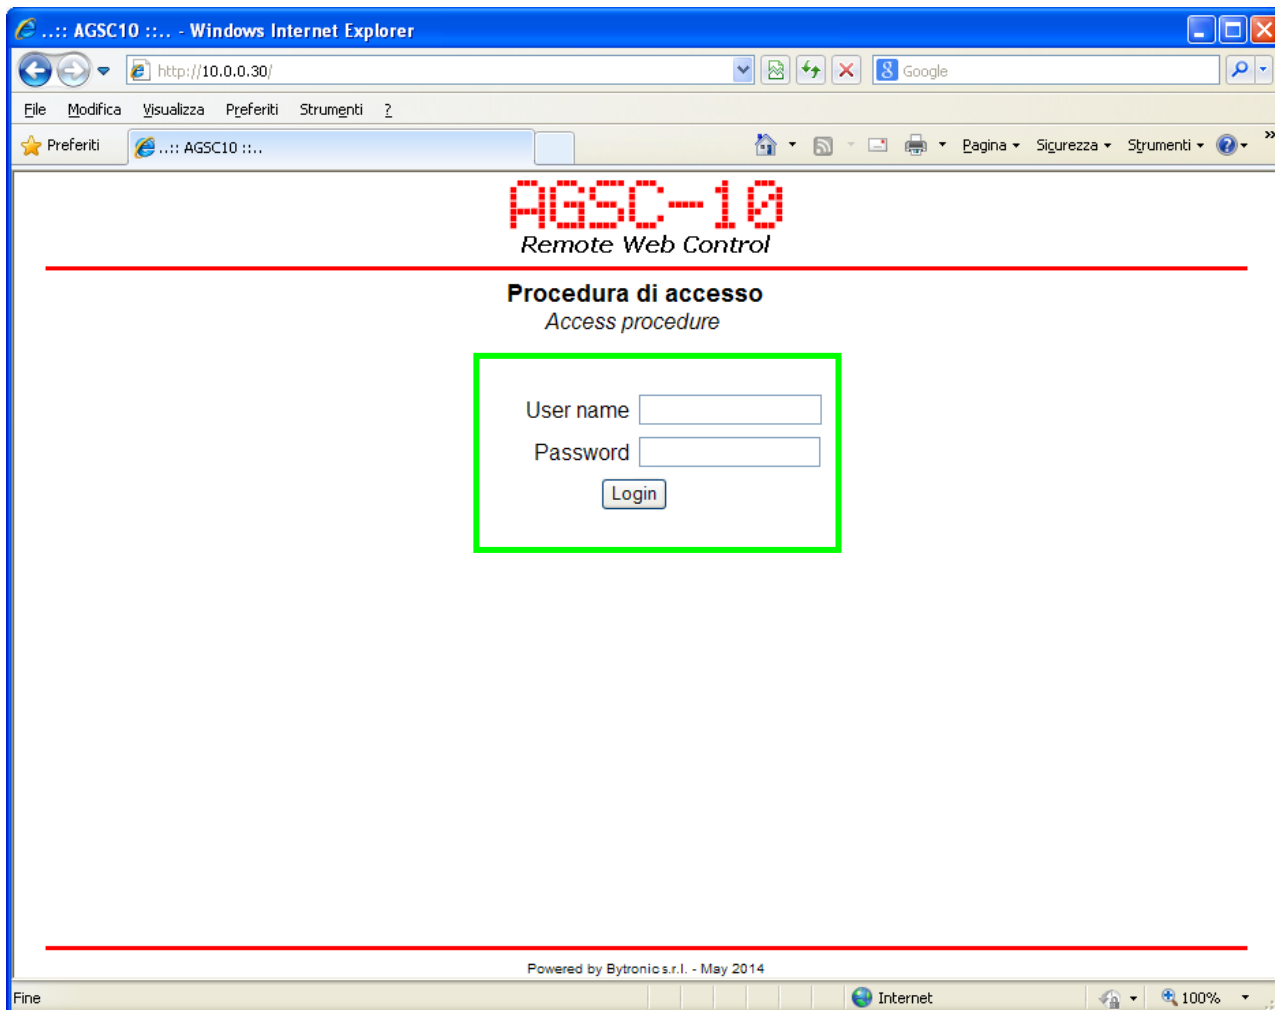 ..:: AGSC10 ::.. - Windows Internet Explorer
http://10.0.0.30/
Google
File Modifica Visualizza Preferiti Strumenti ?
Preferiti ..:: AGSC10 ::.. Pagina Sicurezza Strumenti »
AGSC-10
Remote Web Control
Procedura di accesso
Access procedure
User name
Password
Login
Powered by Bytronic s.r.l. - May 2014
Fine Internet 100%